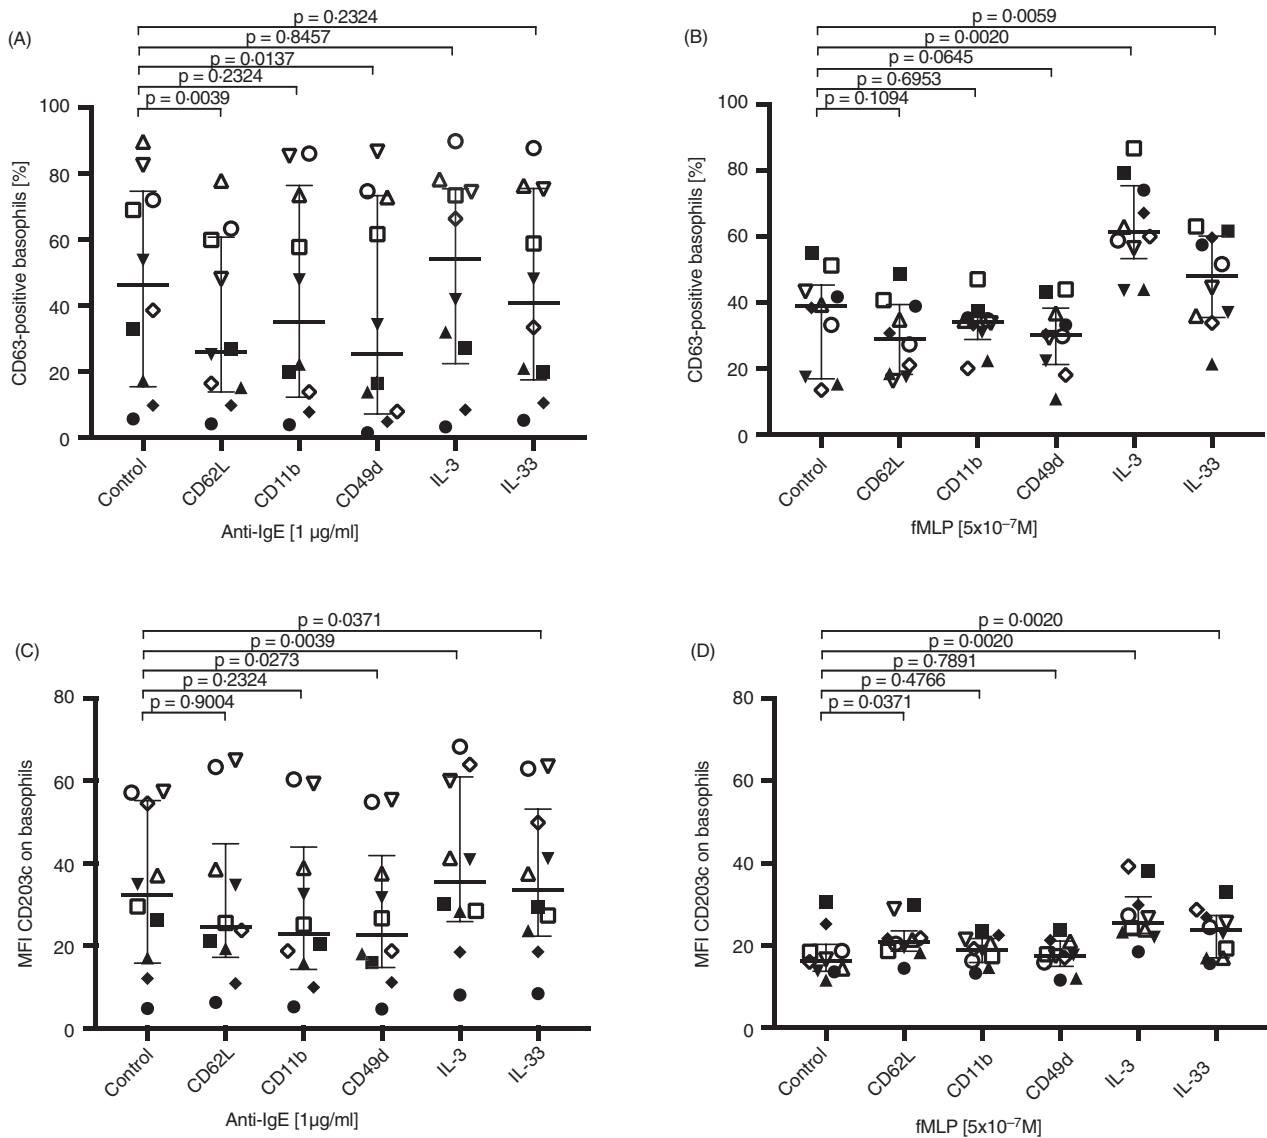 (A)
p = 0·2324
p = 0·8457
p = 0·0137
p = 0·2324
p = 0·0039
100
80
60
40
20
0
CD63-positive basophils [%]
Control
CD62L
CD11b
CD49d
IL-3
IL-33
Anti-IgE [1 µg/ml]
(B)
p = 0·0059
p = 0·0020
p = 0·0645
p = 0·6953
p = 0·1094
100
80
60
40
20
0
CD63-positive basophils [%]
Control
CD62L
CD11b
CD49d
IL-3
IL-33
fMLP [5x10⁻⁷M]
(C)
p = 0·0371
p = 0·0039
p = 0·0273
p = 0·2324
p = 0·9004
80
60
40
20
0
MFI CD203c on basophils
Control
CD62L
CD11b
CD49d
IL-3
IL-33
Anti-IgE [1µg/ml]
(D)
p = 0·0020
p = 0·0020
p = 0·7891
p = 0·4766
p = 0·0371
80
60
40
20
0
MFI CD203c on basophils
Control
CD62L
CD11b
CD49d
IL-3
IL-33
fMLP [5x10⁻⁷M]